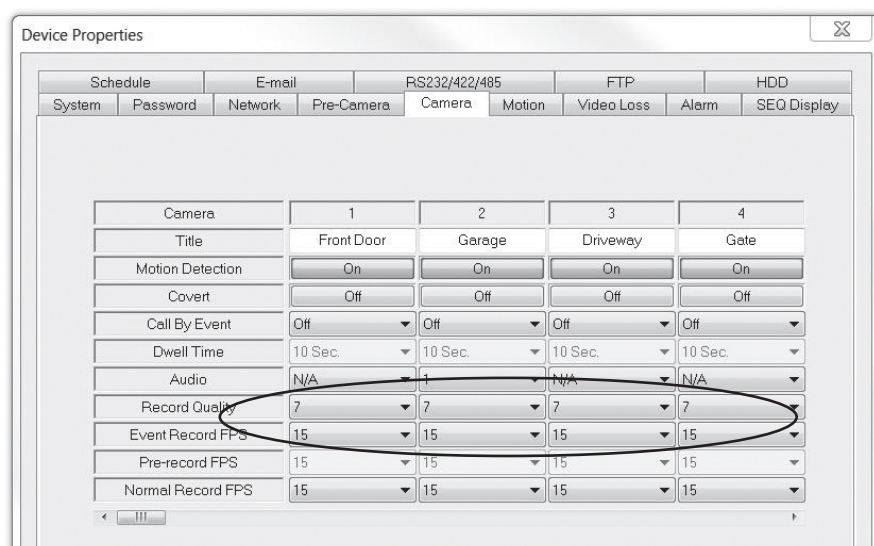 Device Properties
Schedule E-mail RS232/422/485 FTP HDD
System Password Network Pre-Camera Camera Motion Video Loss Alarm SEQ Display
Camera 1 2 3 4
Title Front Door Garage Driveway Gate
Motion Detection On On On On
Covert Off Off Off Off
Call By Event Off Off Off Off
Dwell Time 10 Sec. 10 Sec. 10 Sec. 10 Sec.
Audio N/A 1 N/A N/A
Record Quality 7 7 7 7
Event Record FPS 15 15 15 15
Pre-record FPS 15 15 15 15
Normal Record FPS 15 15 15 15